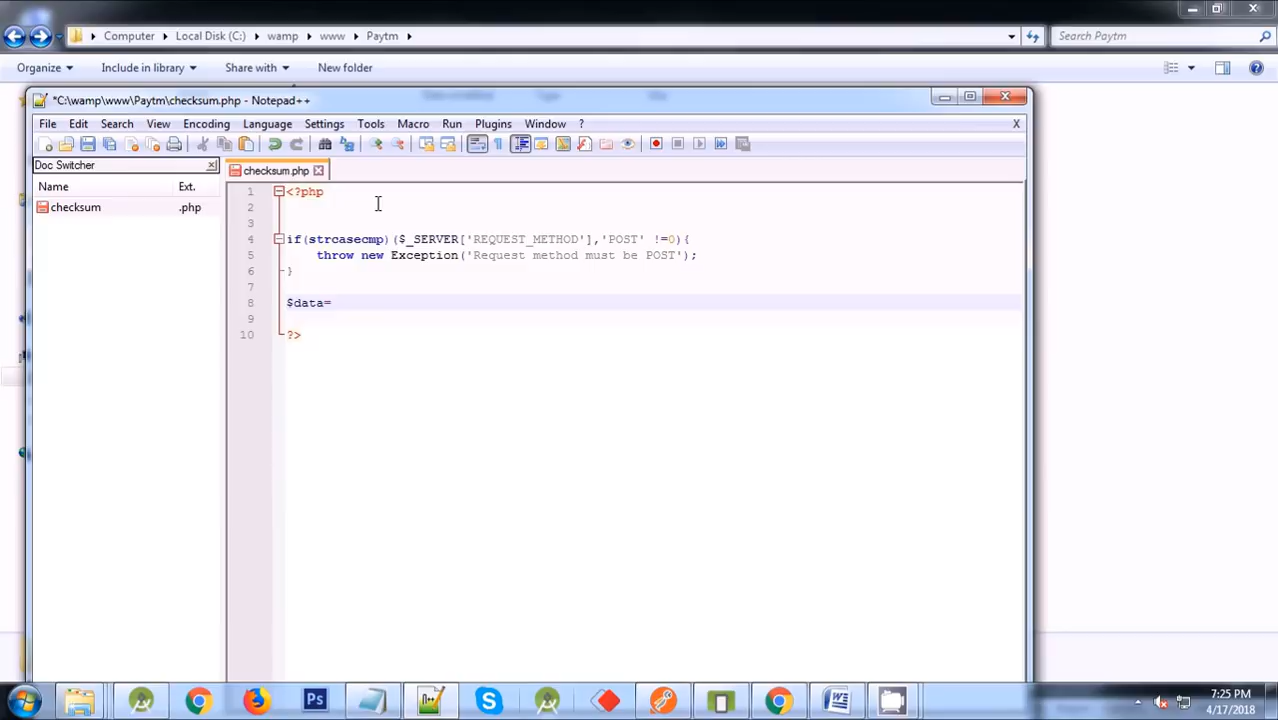 Computer Local Disk (C:) wamp www Paytm
Search Paytm
Organize Include in library Share with New folder
*C:\wamp\www\Paytm\checksum.php - Notepad++
File Edit Search View Encoding Language Settings Tools Macro Run Plugins Window ? X
Doc Switcher
checksum.php
Name Ext.
checksum .php
1 <?php
2
3
4 if(strcasecmp)($_SERVER['REQUEST_METHOD'],'POST' !=0){
5 throw new Exception('Request method must be POST');
6 }
7
8 $data=
9
10 ?>
7:25 PM
4/17/2018